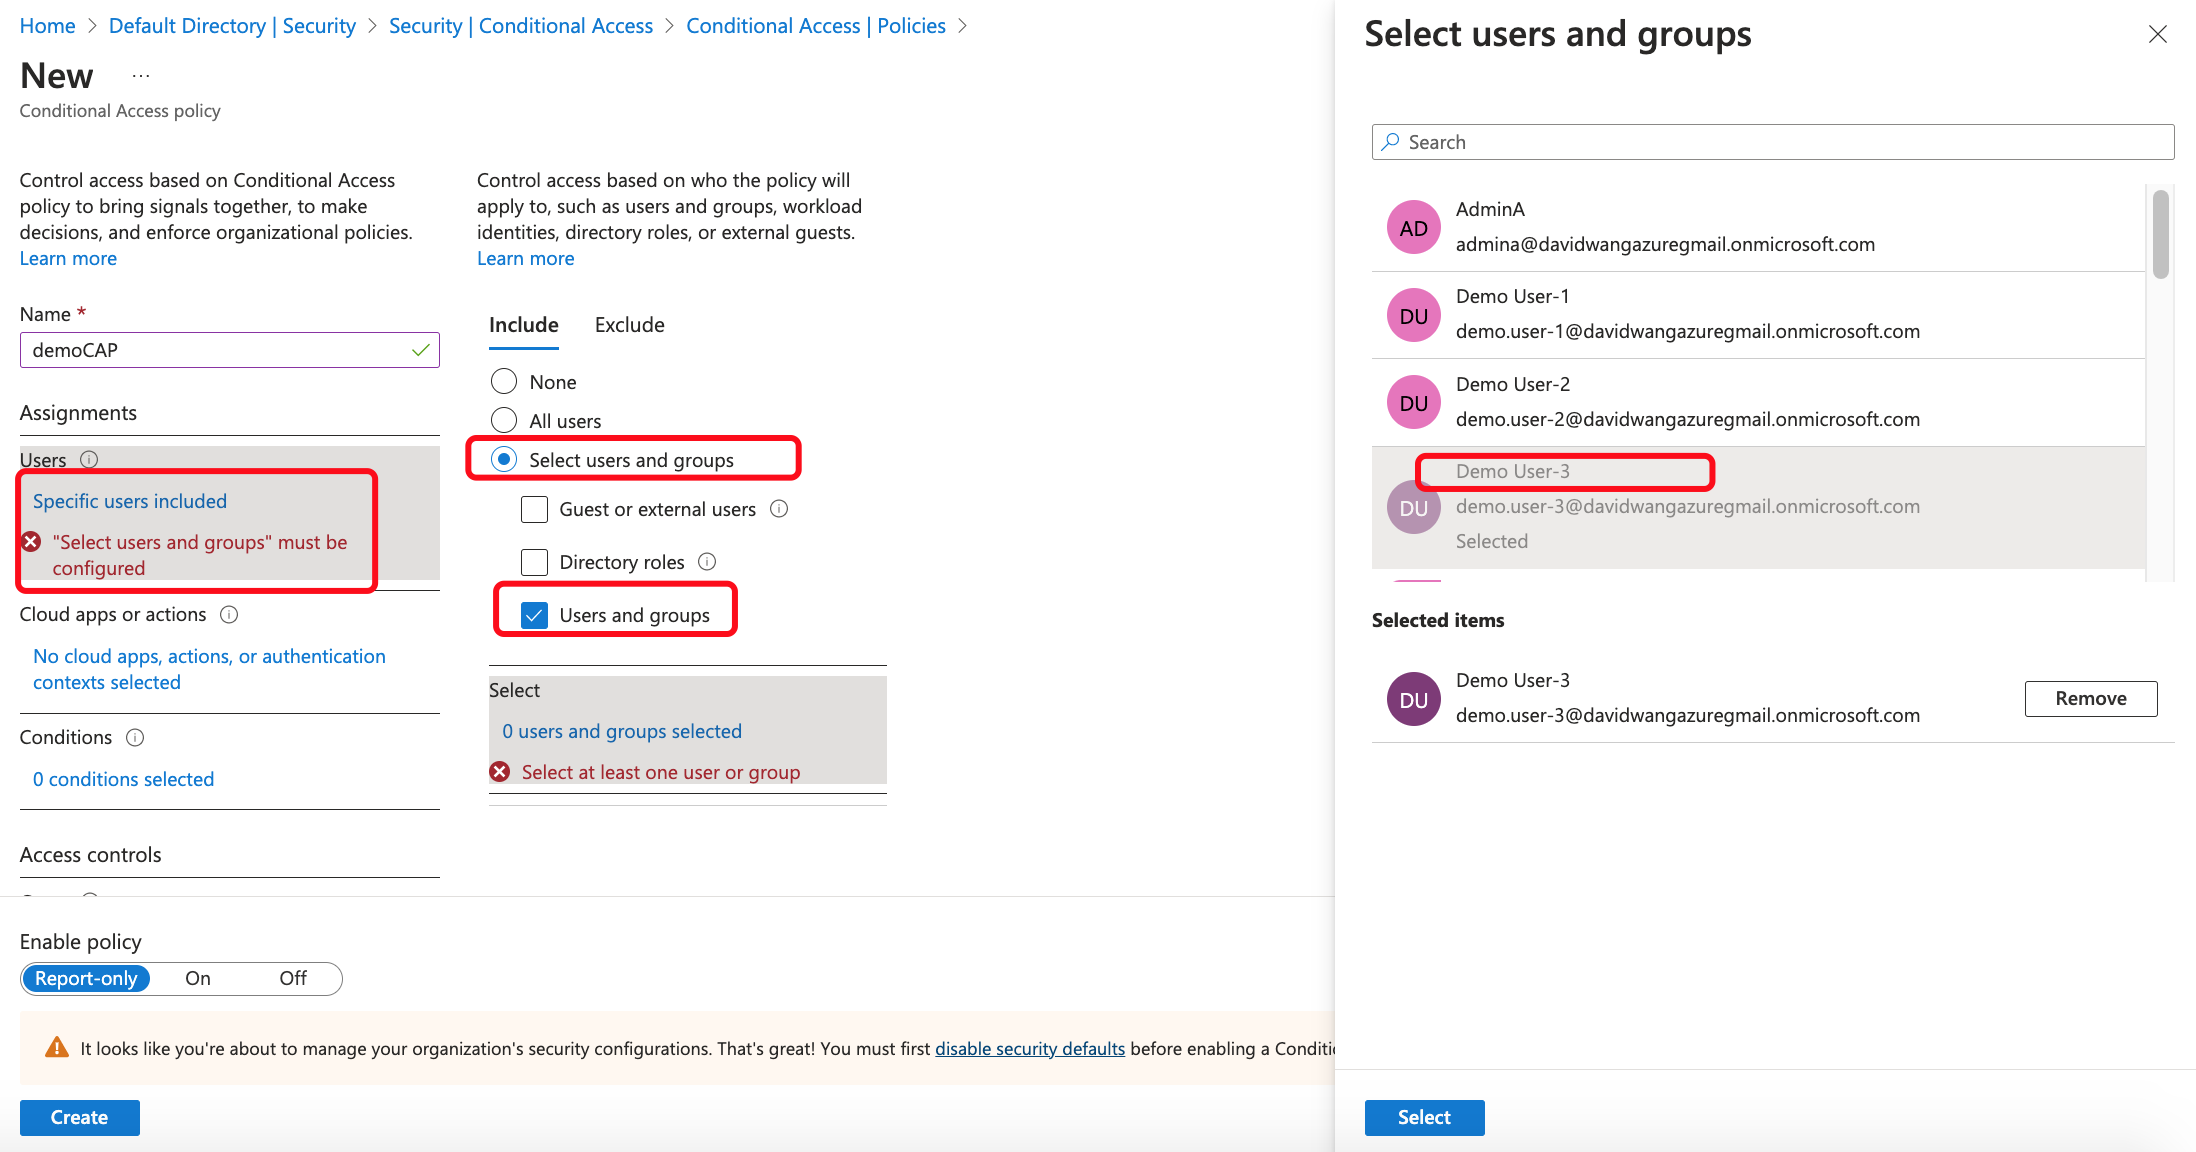 Home > Default Directory | Security > Security | Conditional Access > Conditional Access | Policies >
New ...
Conditional Access policy
Control access based on Conditional Access
policy to bring signals together, to make
decisions, and enforce organizational policies.
Learn more
Name *
demoCAP
Assignments
Users
Specific users included
"Select users and groups" must be
configured
Cloud apps or actions
No cloud apps, actions, or authentication
contexts selected
Conditions
0 conditions selected
Access controls
Control access based on who the policy will
apply to, such as users and groups, workload
identities, directory roles, or external guests.
Learn more
Include Exclude
None
All users
Select users and groups
Guest or external users
Directory roles
Users and groups
Select
0 users and groups selected
Select at least one user or group
Enable policy
Report-only On Off
It looks like you're about to manage your organization's security configurations. That's great! You must first disable security defaults before enabling a
Create
Select users and groups
Search
AD
AdminA
admina@davidwangazuregmail.onmicrosoft.com
DU
Demo User-1
demo.user-1@davidwangazuregmail.onmicrosoft.com
DU
Demo User-2
demo.user-2@davidwangazuregmail.onmicrosoft.com
DU
Demo User-3
demo.user-3@davidwangazuregmail.onmicrosoft.com
Selected
Selected items
DU
Demo User-3
demo.user-3@davidwangazuregmail.onmicrosoft.com
Remove
Select